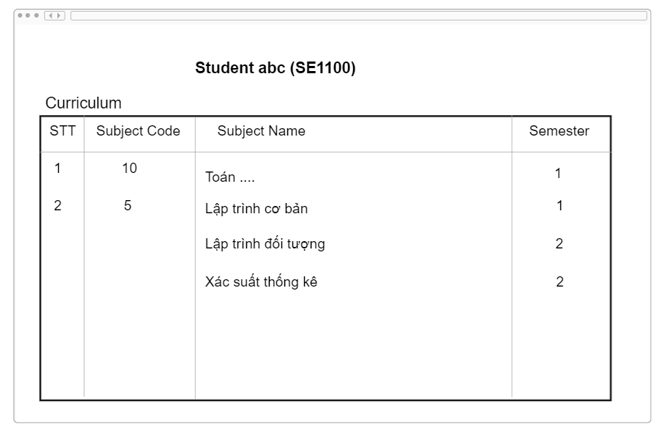 Student abc (SE1100)
Curriculum
STT Subject Code Subject Name Semester
1 10 Toán .... 1
2 5 Lập trình cơ bản 1
Lập trình đối tượng 2
Xác suất thống kê 2